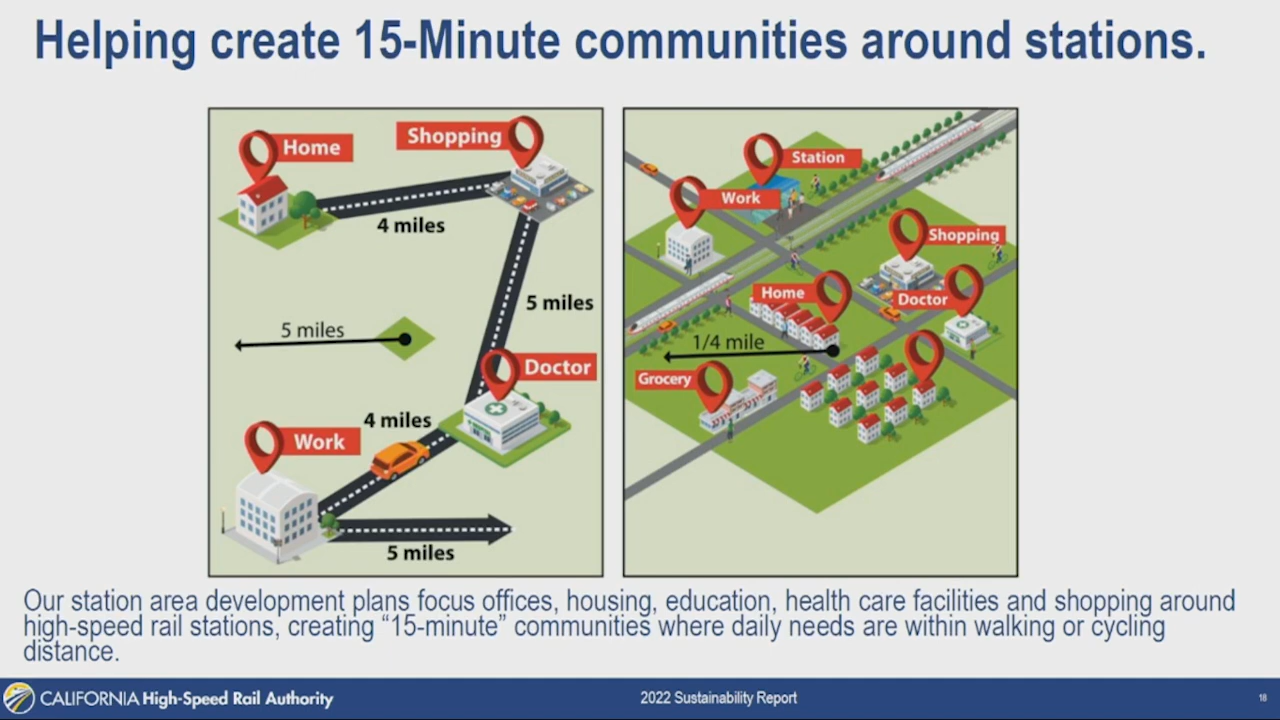 Helping create 15-Minute communities around stations.
Home
Shopping
4 miles
5 miles
5 miles
Doctor
4 miles
Work
5 miles
Station
Work
Shopping
Home
Doctor
1/4 mile
Grocery
Our station area development plans focus offices, housing, education, health care facilities and shopping around
high-speed rail stations, creating “15-minute” communities where daily needs are within walking or cycling
distance.
CALIFORNIA High-Speed Rail Authority
2022 Sustainability Report
18